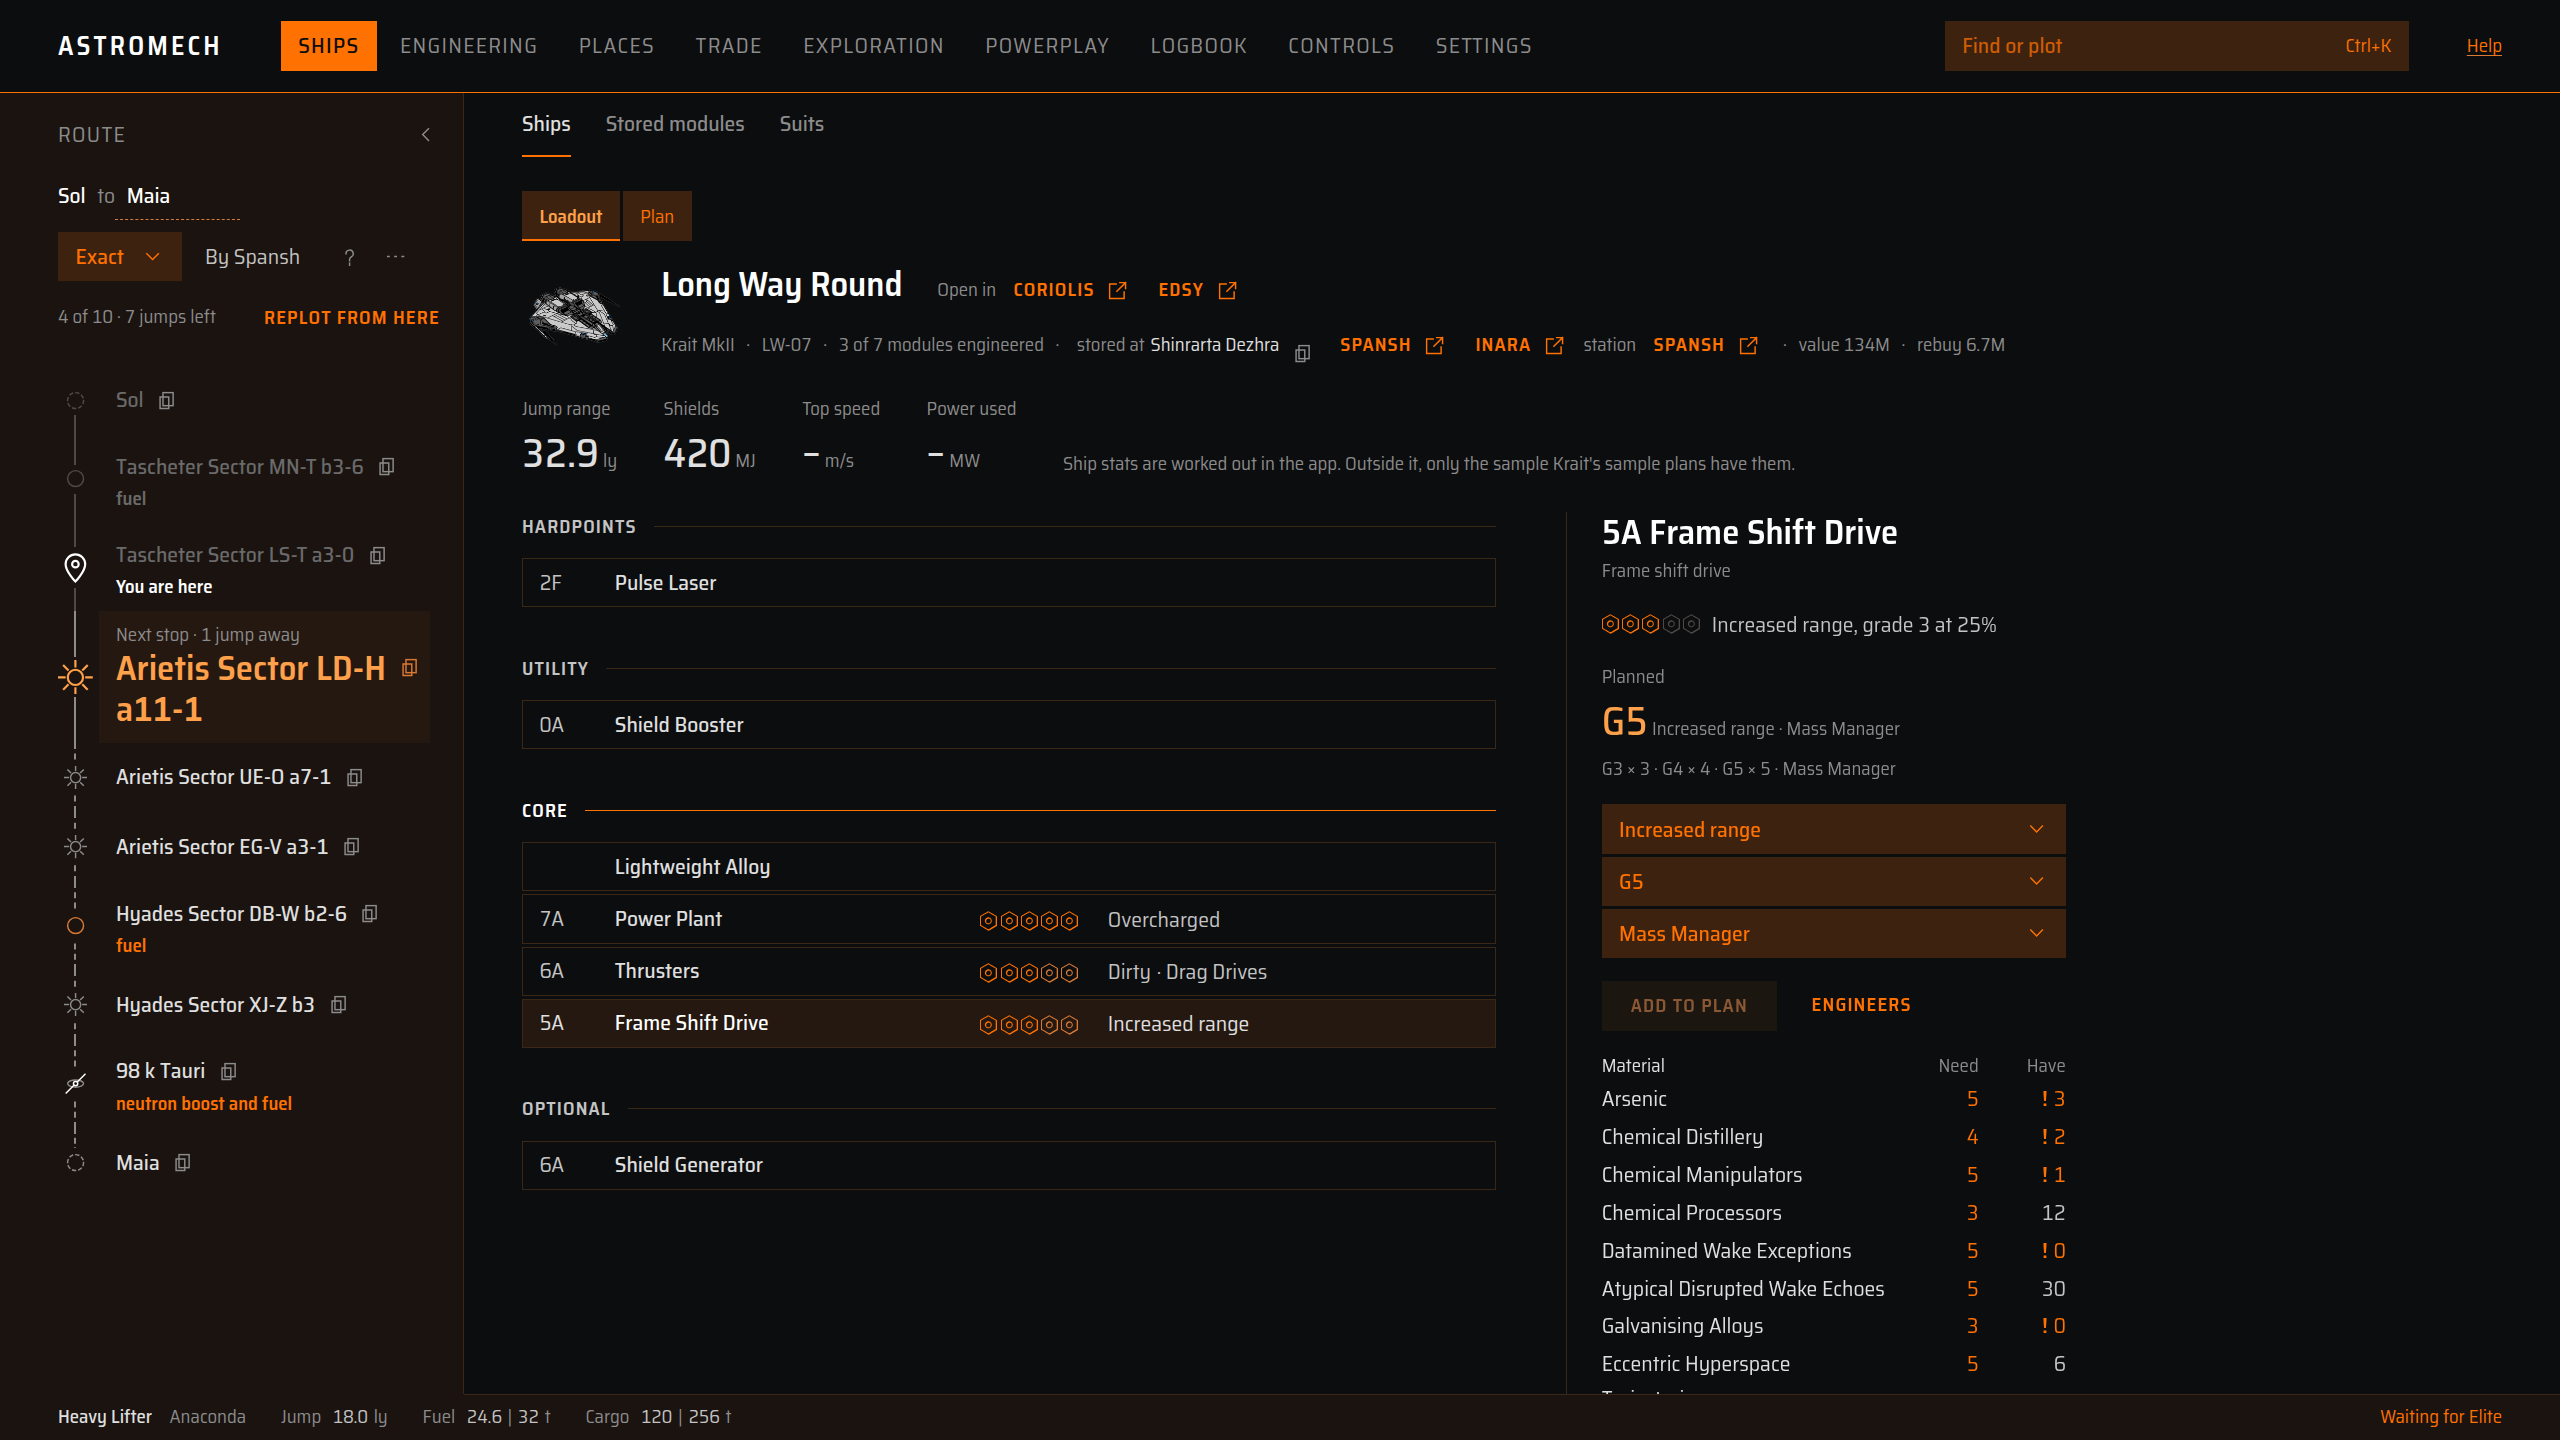 ASTROMECH SHIPS ENGINEERING PLACES TRADE EXPLORATION POWERPLAY LOGBOOK CONTROLS SETTINGS Find or plot Ctrl+K Help
ROUTE
Sol to Maia
Exact By Spansh ? ...
4 of 10 · 7 jumps left REPLOT FROM HERE
Sol
Tascheter Sector MN-T b3-6
fuel
Tascheter Sector LS-T a3-0
You are here
Next stop · 1 jump away
Arietis Sector LD-H
a11-1
Arietis Sector UE-O a7-1
Arietis Sector EG-V a3-1
Hyades Sector DB-W b2-6
fuel
Hyades Sector XJ-Z b3
98 k Tauri
neutron boost and fuel
Maia
Ships Stored modules Suits
Loadout Plan
Long Way Round Open in CORIOLIS EDSY
Krait MkII · LW-07 · 3 of 7 modules engineered · stored at Shinrarta Dezhra SPANSH INARA station SPANSH · value 134M · rebuy 6.7M
Jump range Shields Top speed Power used
32.9 ly 420 MJ – m/s – MW Ship stats are worked out in the app. Outside it, only the sample Krait's sample plans have them.
HARDPOINTS
2F Pulse Laser
UTILITY
0A Shield Booster
CORE
Lightweight Alloy
7A Power Plant Overcharged
6A Thrusters Dirty · Drag Drives
5A Frame Shift Drive Increased range
OPTIONAL
6A Shield Generator
5A Frame Shift Drive
Frame shift drive
Increased range, grade 3 at 25%
Planned
G5 Increased range · Mass Manager
G3 × 3 · G4 × 4 · G5 × 5 · Mass Manager
Increased range
G5
Mass Manager
ADD TO PLAN ENGINEERS
Material Need Have
Arsenic 5 ! 3
Chemical Distillery 4 ! 2
Chemical Manipulators 5 ! 1
Chemical Processors 3 12
Datamined Wake Exceptions 5 ! 0
Atypical Disrupted Wake Echoes 5 30
Galvanising Alloys 3 ! 0
Eccentric Hyperspace 5 6
Heavy Lifter Anaconda Jump 18.0 ly Fuel 24.6 | 32 t Cargo 120 | 256 t Waiting for Elite